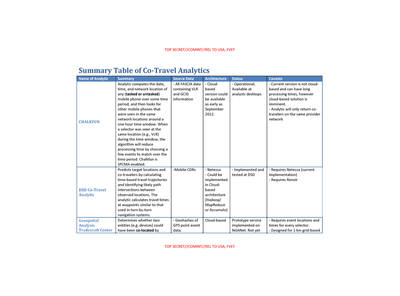 TOP SECRET//COMINT//REL TO USA, FVEY
Summary Table of Co-Travel Analytics
Name of Analytic Summary Source Data Architecture Status Caveats
CHALKFUN
Analytic computes the date,
time, and network location of
any (tasked or untasked)
mobile phone over some time
period, and then looks for
other mobile phones that
were seen in the same
network locations around a
one hour time window. When
a selector was seen at the
same location (e.g., VLR)
during the time window, the
algorithm will reduce
processing time by choosing a
few events to match over the
time period. Chalkfun is
SPCMA enabled.
- All FASCIA data
containing VLR
and GCID
information
- Cloud
based
version could
be available
as early as
September
2012.
- Operational,
Available at
analysts desktops
- Current version is not cloud-
based and can have long
processing times, however
cloud-based solution is
imminent.
- Analytic will only return co-
travelers on the same provider
network
DSD Co-Travel
Analytic
Predicts target locations and
co-travelers by calculating
time-based travel trajectories
and identifying likely path
intersections between
observed locations. The
analytic calculates travel times
at waypoints similar to that
used in turn-by-turn
navigation systems.
-Mobile CDRs
- Netezza
- Could be
implemented
in Cloud-
based
architecture
(Hadoop/
MapReduce
or Accumulo)
- Implemented and
tested at DSD
- Requires Netezza (current
implementation)
- Requires Renoir
Geospatial
Analysis
Tradecraft Center
Determines whether two
entities (e.g. devices) could
have been co-located by
- Geohashes of
GPS point event
data
Cloud-based
Prototype service
implemented on
NGANet. Not yet
- Requires event locations and
times for every selector.
- Designed for 1 km grid-based
TOP SECRET//COMINT//REL TO USA, FVEY